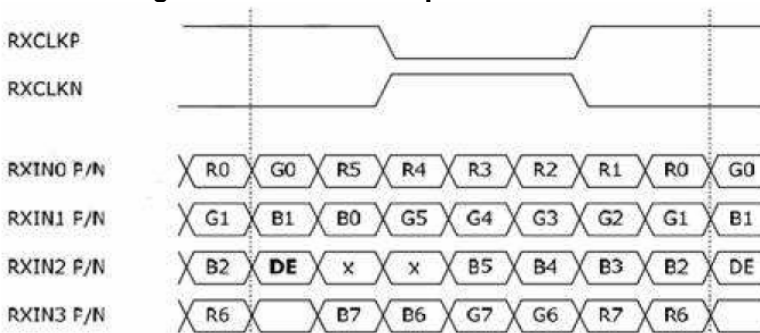 RXCLKP
RXCLKN
RXIN0 P/N R0 G0 R5 R4 R3 R2 R1 R0 G0
RXIN1 P/N G1 B1 B0 G5 G4 G3 G2 G1 B1
RXIN2 P/N B2 DE x x B5 B4 B3 B2 DE
RXIN3 P/N R6 B7 B6 G7 G6 R7 R6